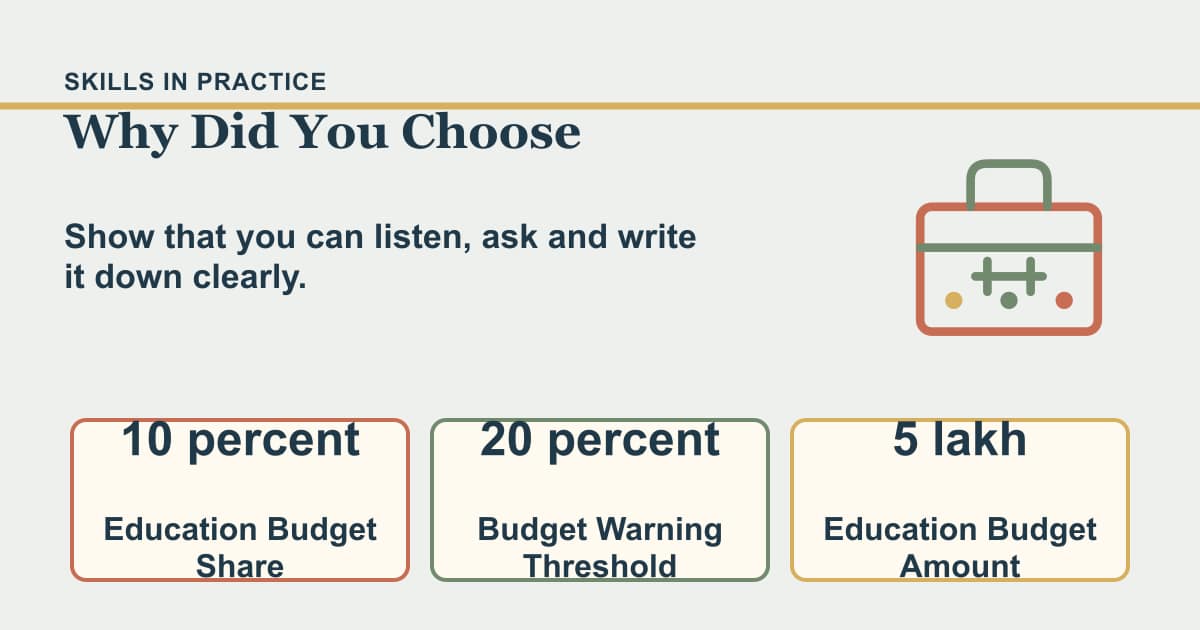 SKILLS IN PRACTICE
Why Did You Choose
Show that you can listen, ask and write
it down clearly.
10 percent
Education Budget
Share
20 percent
Budget Warning
Threshold
5 lakh
Education Budget
Amount